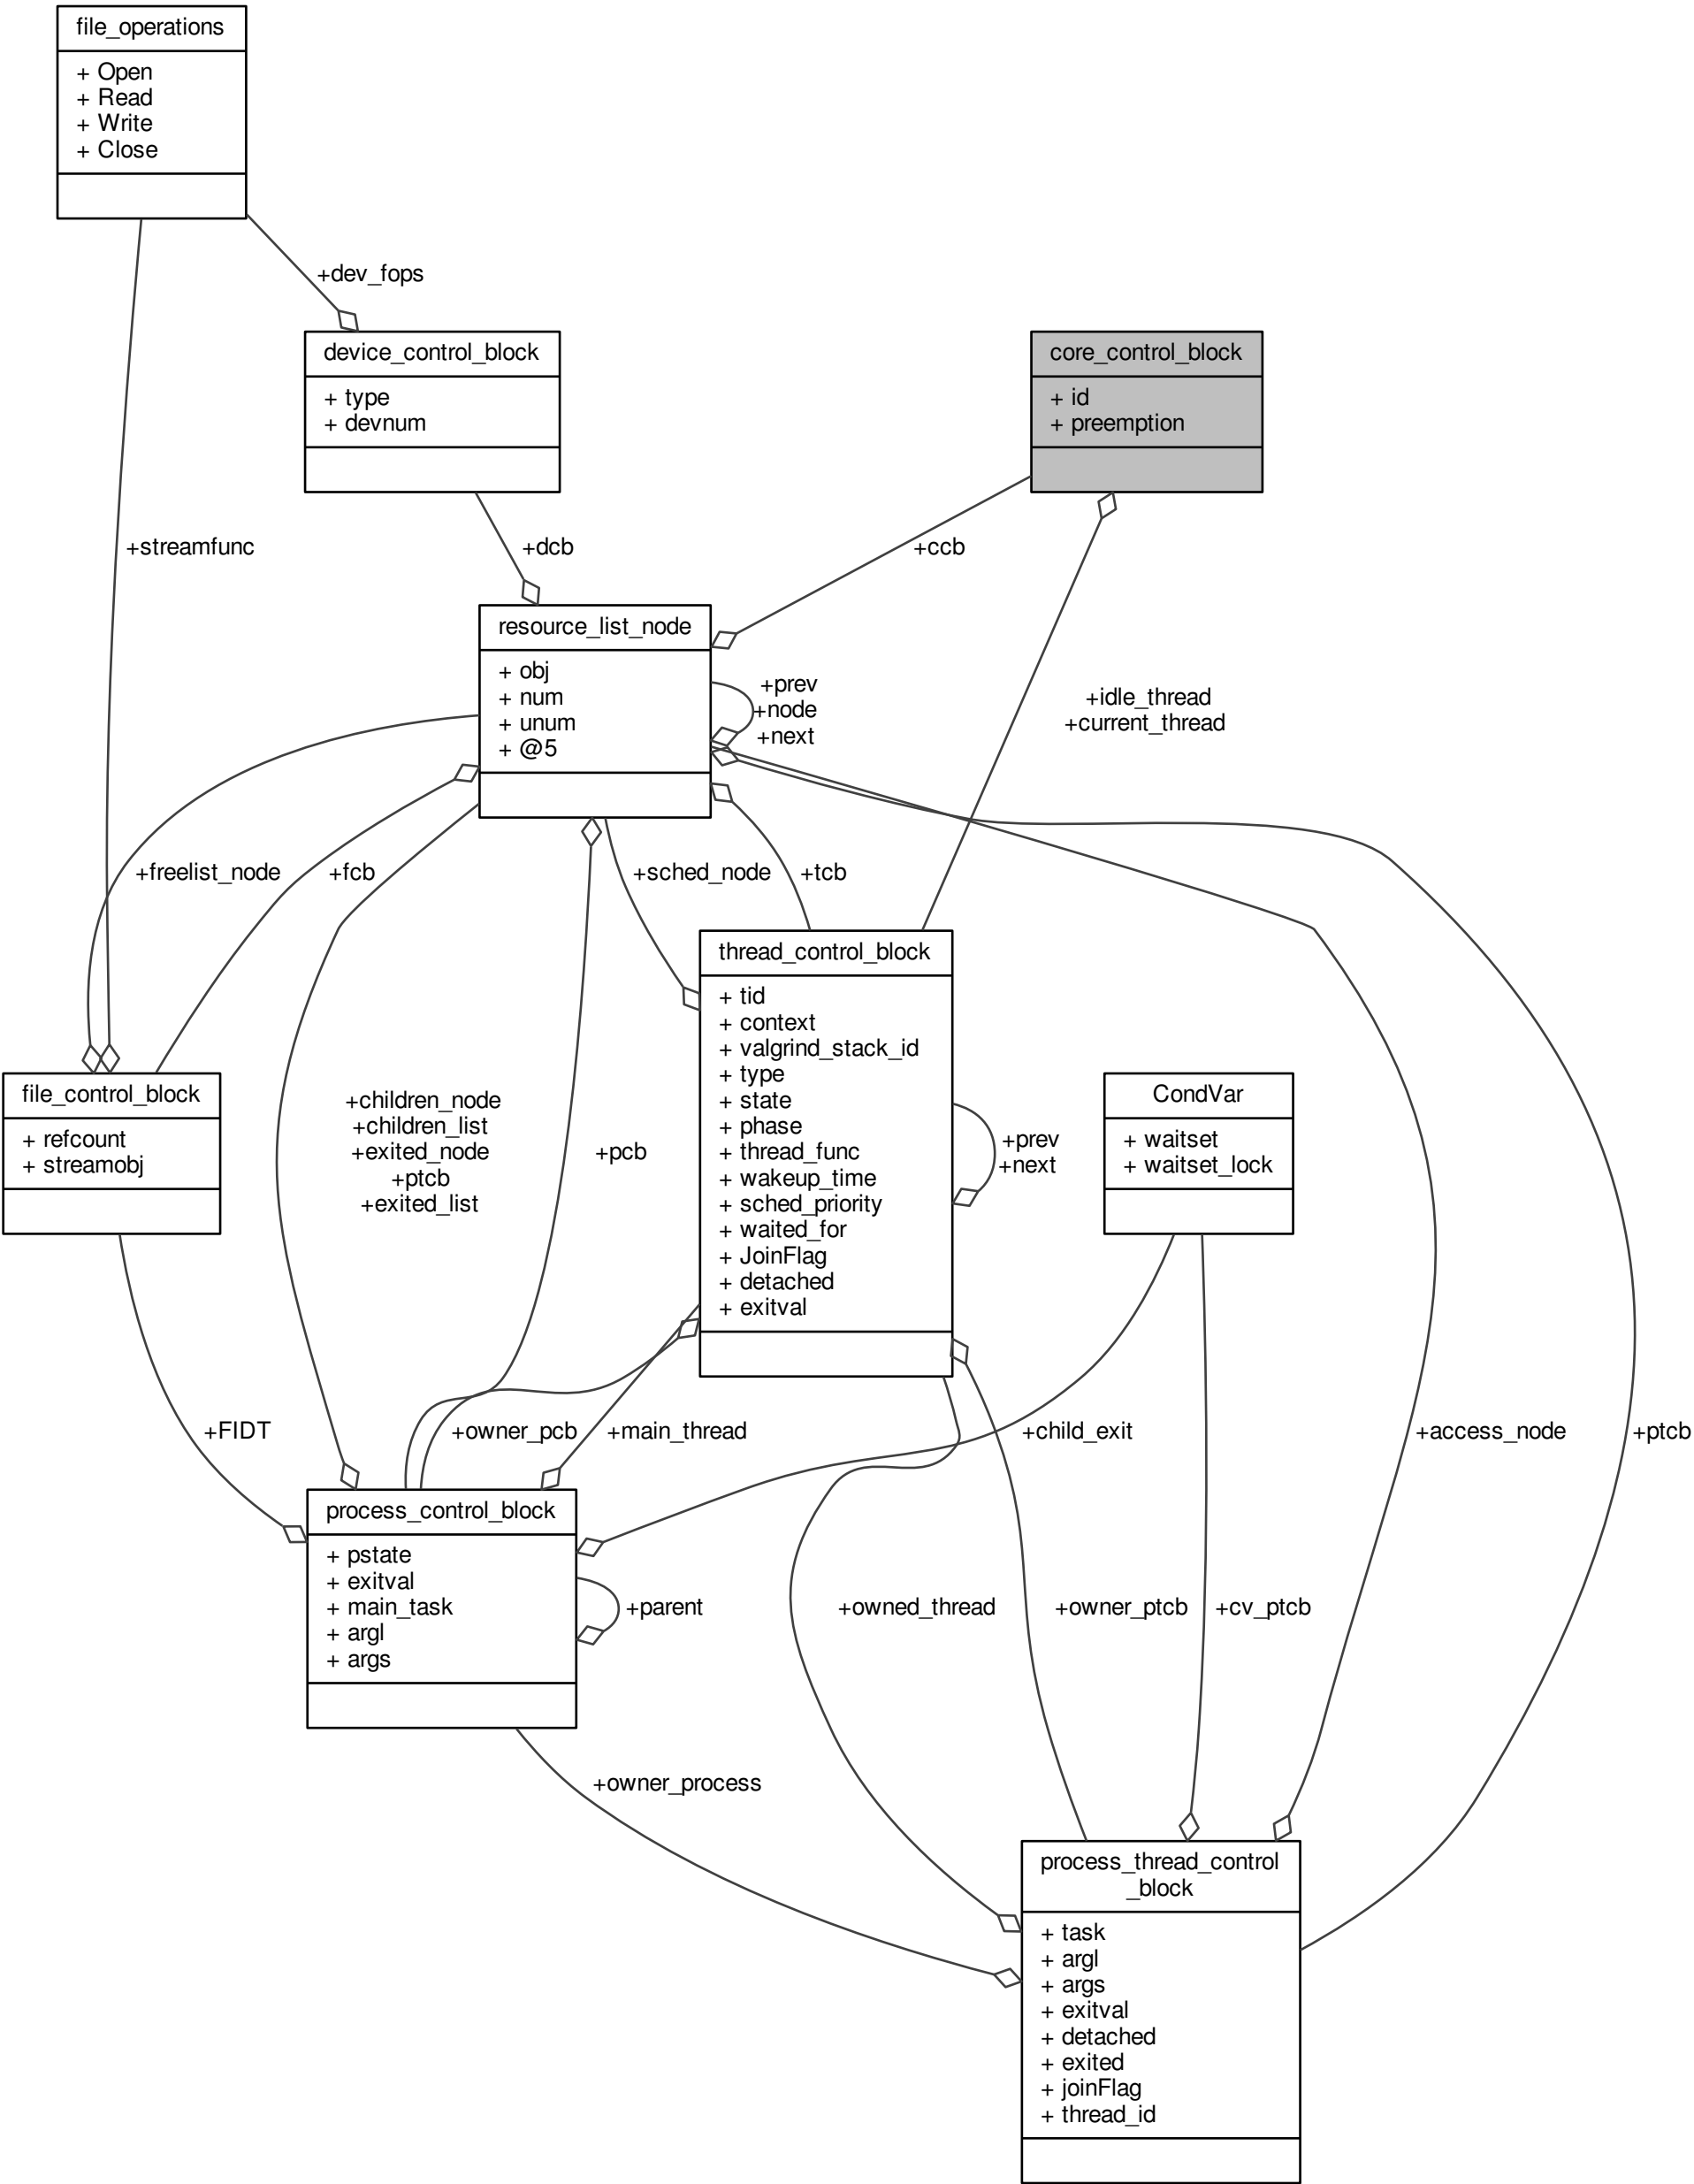 file_operations
+ Open
+ Read
+ Write
+ Close
+dev_fops
device_control_block
+ type
+ devnum
core_control_block
+ id
+ preemption
+streamfunc
+dcb
+ccb
resource_list_node
+ obj
+ num
+ unum
+ @5
+prev
+node
+next
+idle_thread
+current_thread
+freelist_node
+fcb
+sched_node
+tcb
thread_control_block
+ tid
+ context
+ valgrind_stack_id
+ type
+ state
+ phase
+ thread_func
+ wakeup_time
+ sched_priority
+ waited_for
+ JoinFlag
+ detached
+ exitval
+prev
+next
file_control_block
+ refcount
+ streamobj
+children_node
+children_list
+exited_node
+ptcb
+exited_list
+pcb
CondVar
+ waitset
+ waitset_lock
+FIDT
+owner_pcb
+main_thread
+child_exit
+access_node
+ptcb
process_control_block
+ pstate
+ exitval
+ main_task
+ argl
+ args
+parent
+owned_thread
+owner_ptcb
+cv_ptcb
+owner_process
process_thread_control
_block
+ task
+ argl
+ args
+ exitval
+ detached
+ exited
+ joinFlag
+ thread_id